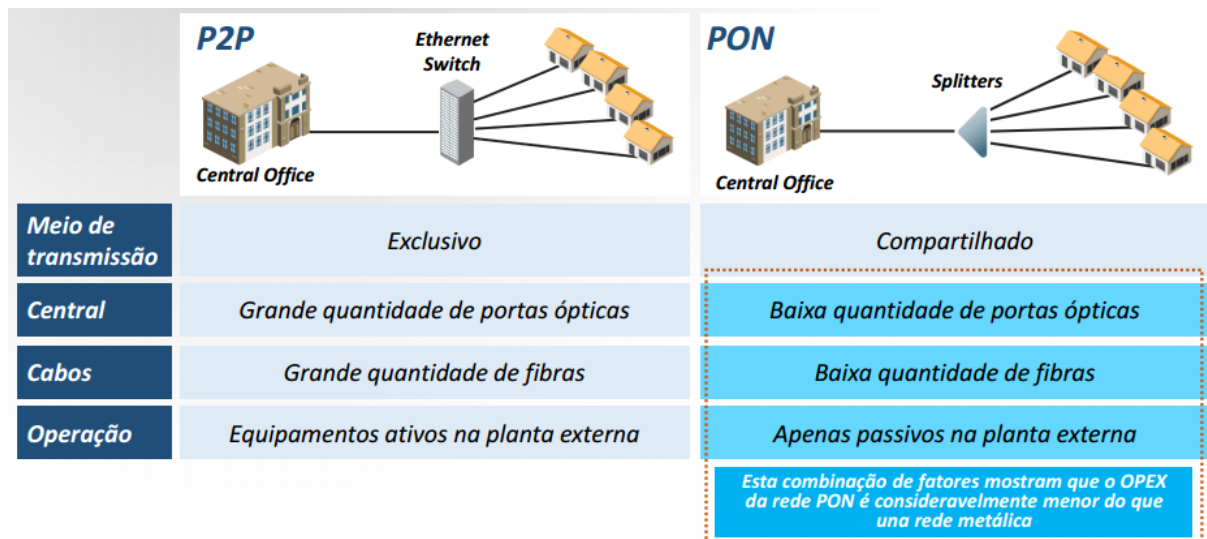 P2P
Ethernet
Switch
Central Office
PON
Splitters
Central Office
Meio de
transmissão
Exclusivo
Compartilhado
Central
Grande quantidade de portas ópticas
Baixa quantidade de portas ópticas
Cabos
Grande quantidade de fibras
Baixa quantidade de fibras
Operação
Equipamentos ativos na planta externa
Apenas passivos na planta externa
Esta combinação de fatores mostram que o OPEX
da rede PON é consideravelmente menor do que
una rede metálica